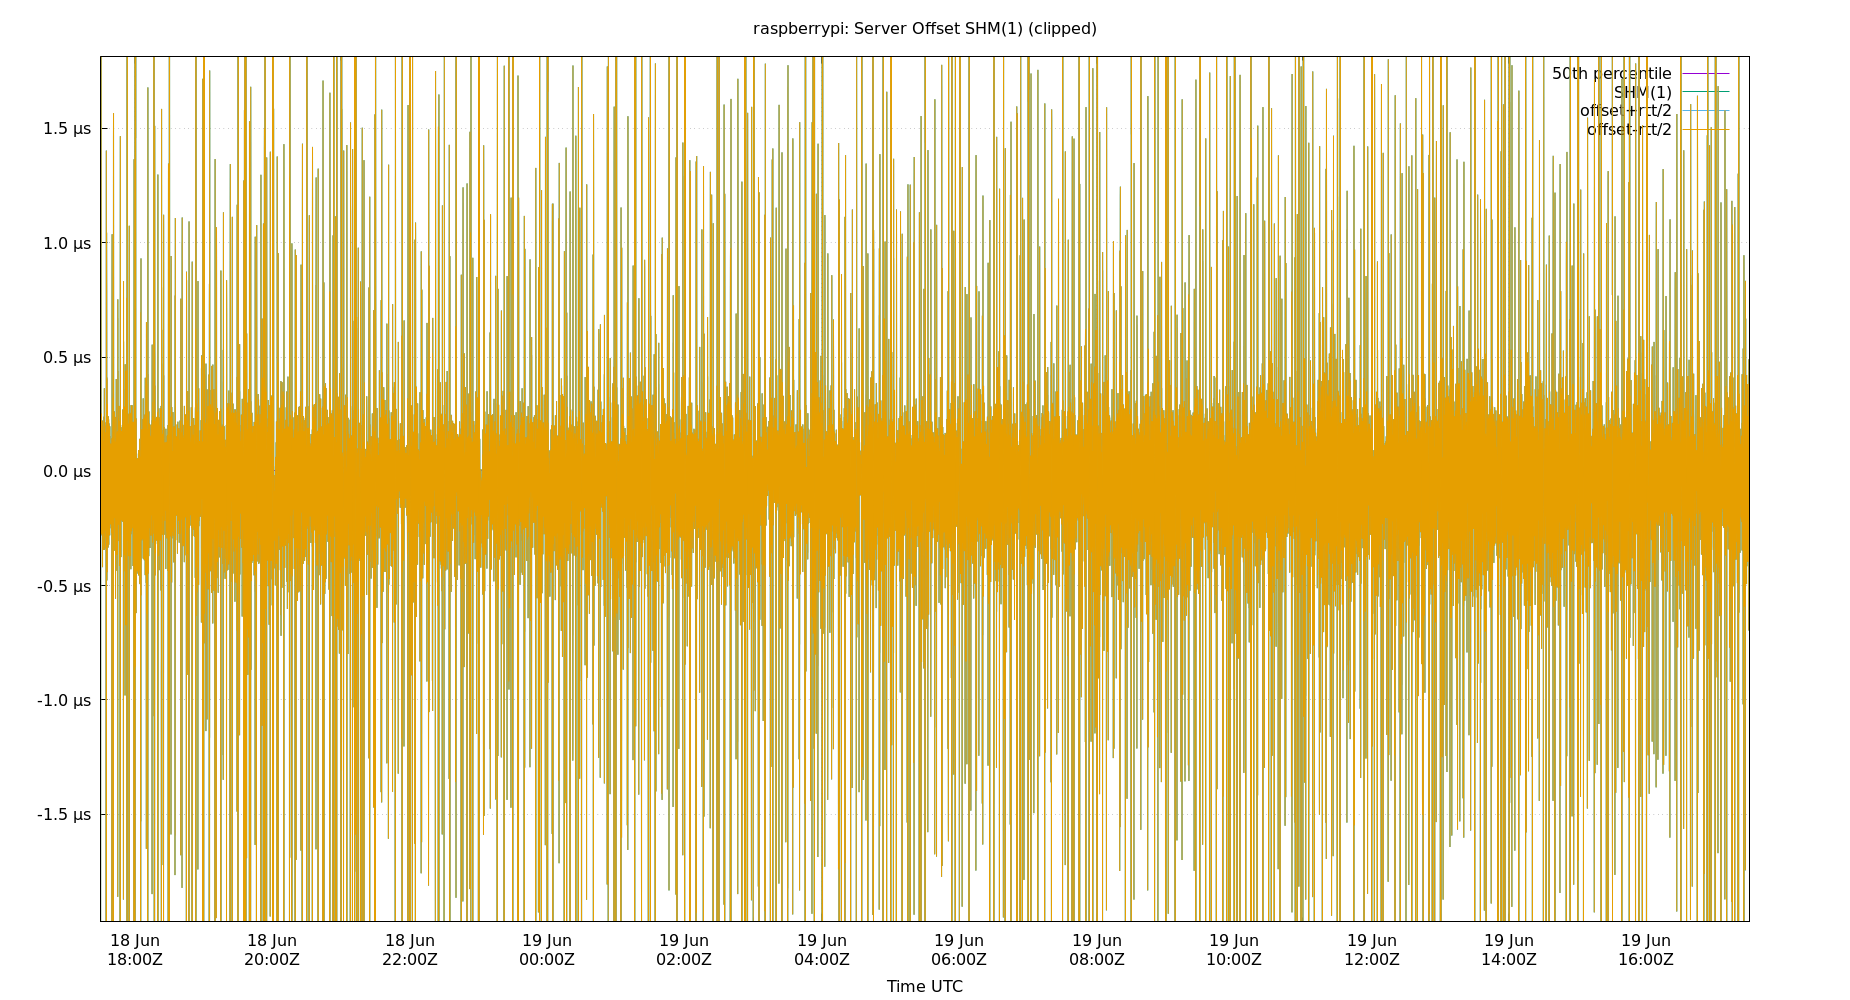 raspberrypi: Server Offset SHM(1) (clipped)
50th percentile
SHM(1)
offset+rtt/2
offset-rtt/2
1.5 µs
1.0 µs
0.5 µs
0.0 µs
-0.5 µs
-1.0 µs
-1.5 µs
18 Jun 18 Jun 18 Jun 19 Jun 19 Jun 19 Jun 19 Jun 19 Jun 19 Jun 19 Jun 19 Jun 19 Jun
18:00Z 20:00Z 22:00Z 00:00Z 02:00Z 04:00Z 06:00Z 08:00Z 10:00Z 12:00Z 14:00Z 16:00Z
Time UTC